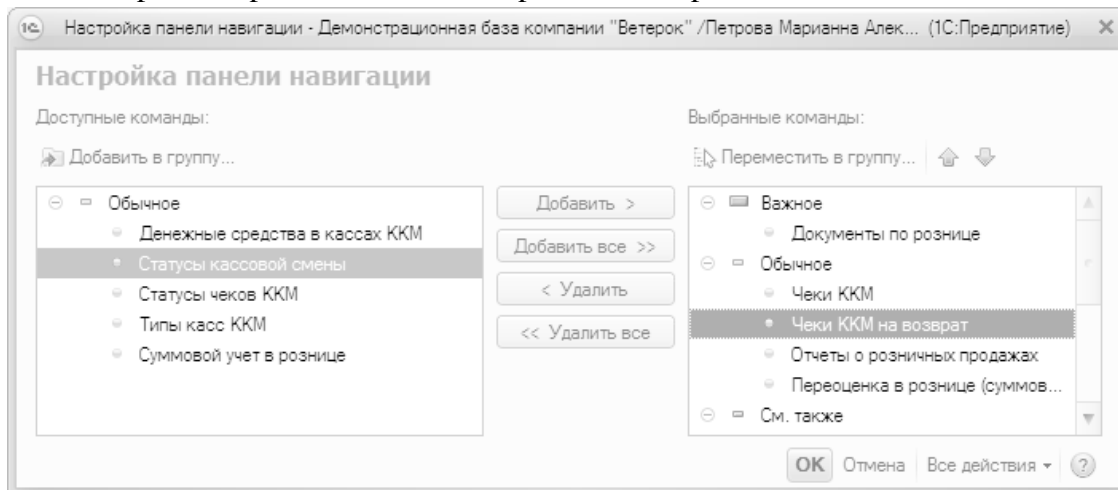 Настройка панели навигации - Демонстрационная база компании "Ветерок" /Петрова Марианна Алек... (1С:Предприятие)
Настройка панели навигации
Доступные команды:
Добавить в группу...
Обычное
Денежные средства в кассах ККМ
Статусы кассовой смены
Статусы чеков ККМ
Типы касс ККМ
Суммовой учет в рознице
Добавить >
Добавить все >>
< Удалить
<< Удалить все
Выбранные команды:
Переместить в группу...
Важное
Документы по рознице
Обычное
Чеки ККМ
Чеки ККМ на возврат
Отчеты о розничных продажах
Переоценка в рознице (суммов...
См. также
OK Отмена Все действия ?